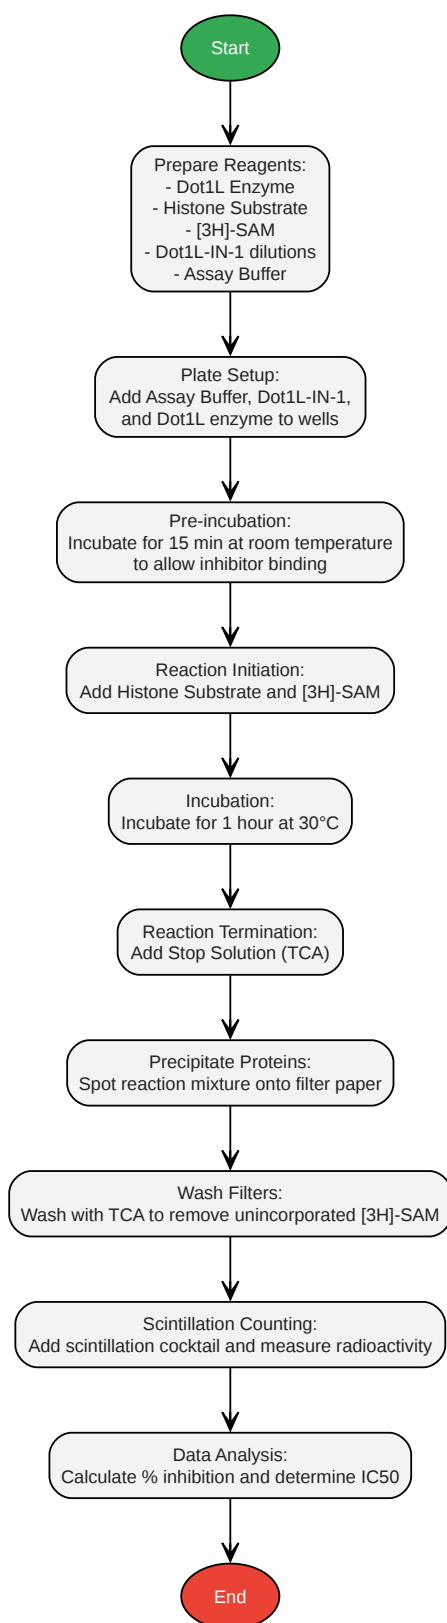 Start
Prepare Reagents:
- Dot1L Enzyme
- Histone Substrate
- [3H]-SAM
- Dot1L-IN-1 dilutions
- Assay Buffer
Plate Setup:
Add Assay Buffer, Dot1L-IN-1,
and Dot1L enzyme to wells
Pre-incubation:
Incubate for 15 min at room temperature
to allow inhibitor binding
Reaction Initiation:
Add Histone Substrate and [3H]-SAM
Incubation:
Incubate for 1 hour at 30°C
Reaction Termination:
Add Stop Solution (TCA)
Precipitate Proteins:
Spot reaction mixture onto filter paper
Wash Filters:
Wash with TCA to remove unincorporated [3H]-SAM
Scintillation Counting:
Add scintillation cocktail and measure radioactivity
Data Analysis:
Calculate % inhibition and determine IC50
End